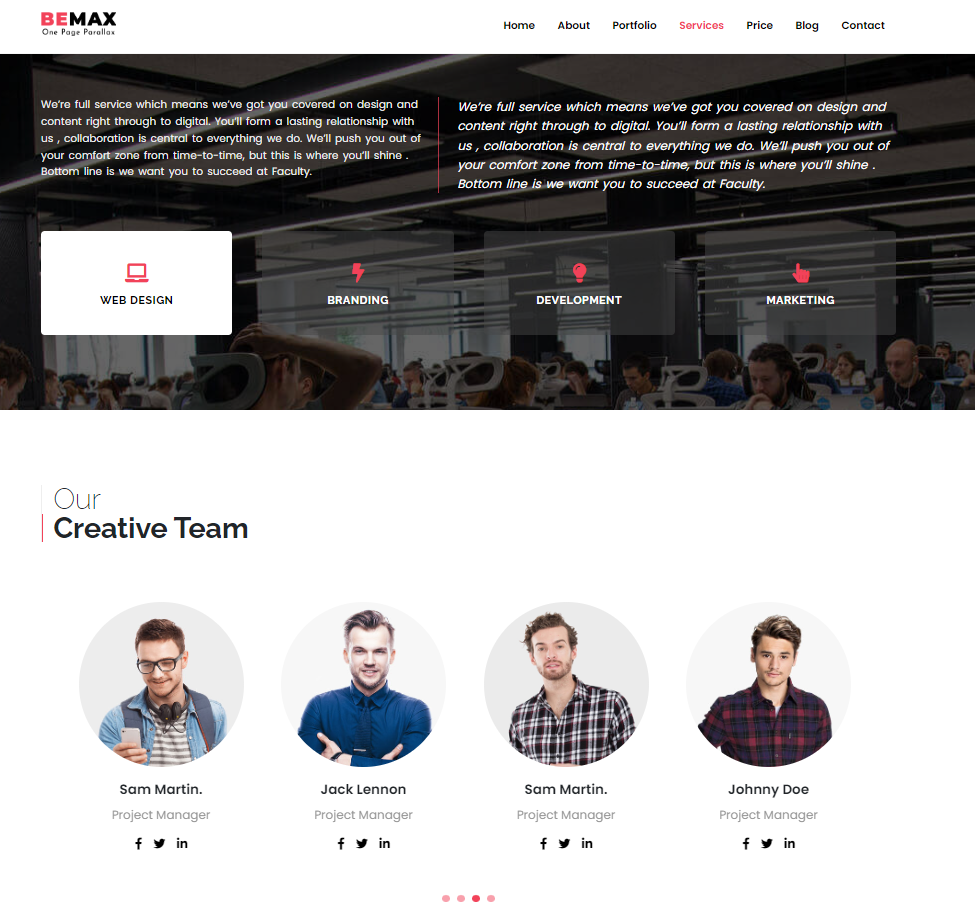 BEMAX
One Page Parallax
Home About Portfolio Services Price Blog Contact
We're full service which means we've got you covered on design and
content right through to digital. You'll form a lasting relationship with
us , collaboration is central to everything we do. We'll push you out of
your comfort zone from time-to-time, but this is where you'll shine .
Bottom line is we want you to succeed at Faculty.
We're full service which means we've got you covered on design and
content right through to digital. You'll form a lasting relationship with
us , collaboration is central to everything we do. We'll push you out of
your comfort zone from time-to-time, but this is where you'll shine .
Bottom line is we want you to succeed at Faculty.
WEB DESIGN
BRANDING
DEVELOPMENT
MARKETING
Our
Creative Team
Sam Martin.
Project Manager
Jack Lennon
Project Manager
Sam Martin.
Project Manager
Johnny Doe
Project Manager